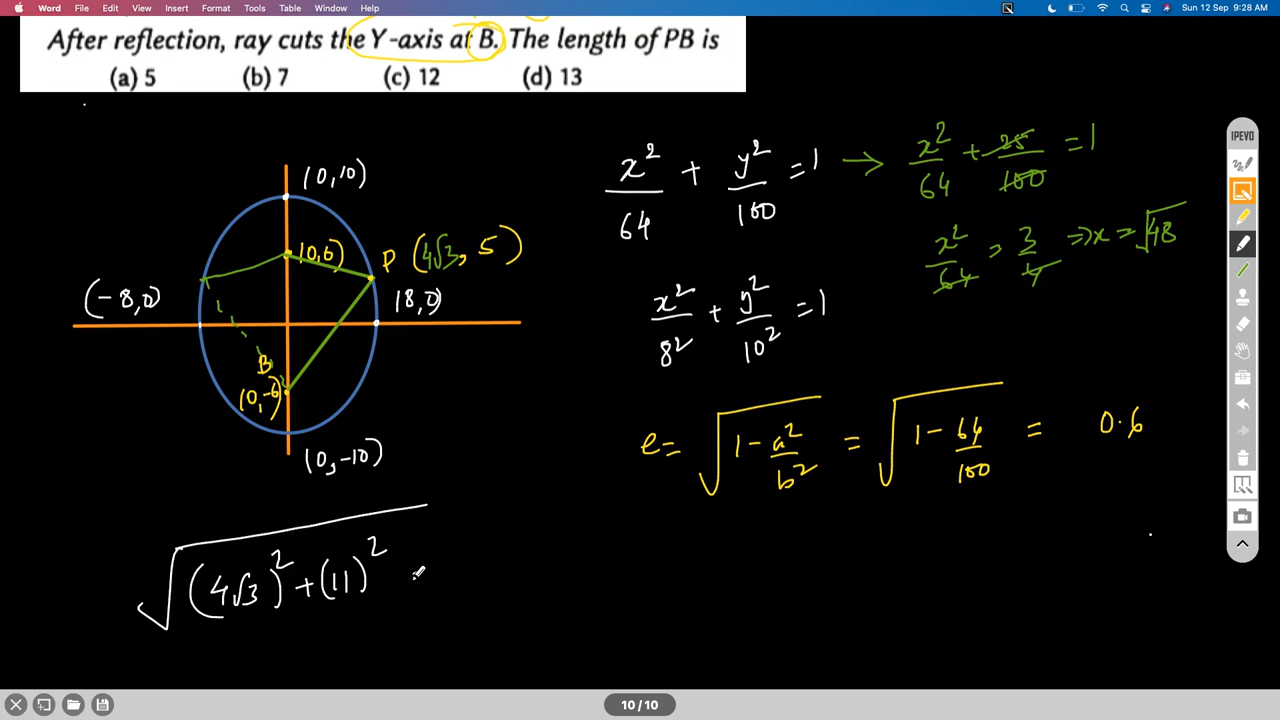 Word File Edit View Insert Format Tools Table Window Help Sun 12 Sep 9:28 AM
After reflection, ray cuts the Y-axis at B. The length of PB is
(a) 5 (b) 7 (c) 12 (d) 13
IPEVO
(0,10)
(0,6)
P (4√3, 5)
(-8,0)
(8,0)
B
(0,-6)
(0,-10)
x²/64 + y²/100 = 1 → x²/64 + 25/100 = 1
x²/64 = 3/4 ⇒ x = √48
x²/8² + y²/10² = 1
e = √(1 - a²/b²) = √(1 - 64/100) = 0.6
√((4√3)² + (11)²
10 / 10